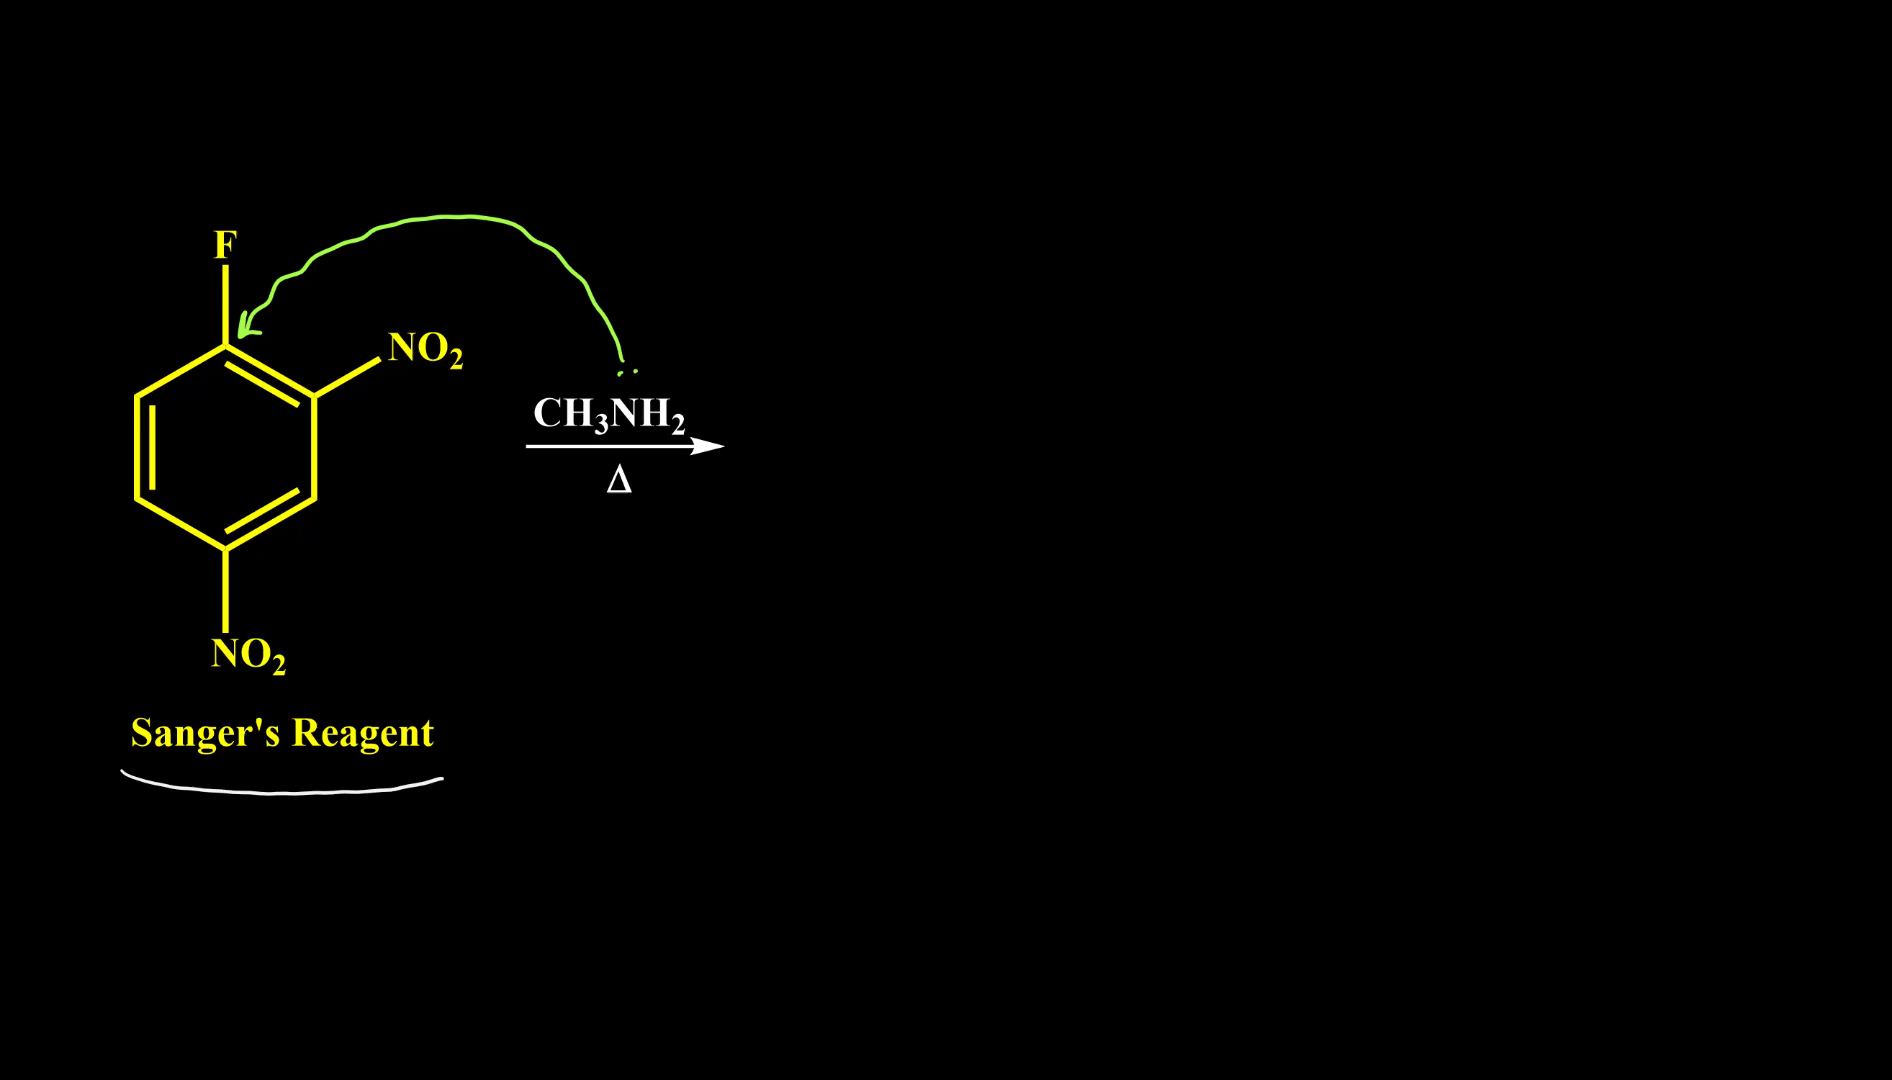 F
NO₂
CH₃NH₂
Δ
NO₂
Sanger's Reagent